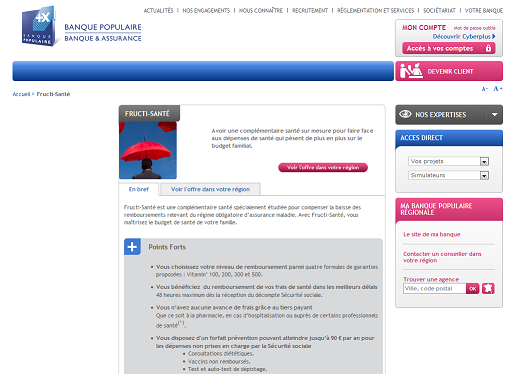 ACTUALITÉS | NOS ENGAGEMENTS | NOUS CONNAÎTRE | RECRUTEMENT | RÉGLEMENTATION ET SERVICES | SOCIÉTARIAT | VOTRE BANQUE
BANQUE POPULAIRE
BANQUE & ASSURANCE
BANQUE
POPULAIRE
MON COMPTE
Mot de passe oublié
Découvrir Cyberplus
Accès à vos comptes
DEVENIR CLIENT
A- A+
Accueil > Fructi-Santé
FRUCTI-SANTÉ
Avoir une complémentaire santé sur mesure pour faire face
aux dépenses de santé qui pèsent de plus en plus sur le
budget familial.
Voir l'offre dans votre région
En bref
Voir l'offre dans votre région
Fructi-Santé est une complémentaire santé spécialement étudiée pour compenser la baisse des
remboursements relevant du régime obligatoire d'assurance maladie. Avec Fructi-Santé, vous
maîtrisez le budget de santé de votre famille.
Points Forts
Vous choisissez votre niveau de remboursement parmi quatre formules de garanties
proposées : Vitamin' 100, 200, 300 et 500.
Vous bénéficiez du remboursement de vos frais de santé dans les meilleurs délais
48 heures maximum dès la réception du décompte Sécurité sociale.
Vous n'avez aucune avance de frais grâce au tiers payant
Que ce soit à la pharmacie, en cas d'hospitalisation ou auprès de certains professionnels
de santé(1).
Vous disposez d'un forfait prévention pouvant atteindre jusqu'à 90 € par an pour
les dépenses non prises en charge par la Sécurité sociale
Consultations diététiques.
Vaccins non remboursés.
Test et auto-test de dépistage.
NOS EXPERTISES
ACCES DIRECT
Vos projets
Simulateurs
MA BANQUE POPULAIRE
RÉGIONALE
Le site de ma banque
Contacter un conseiller dans
votre région
Trouver une agence
Ville, code postal
OK